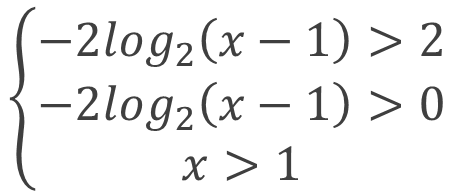 −2log₂(x − 1) > 2
−2log₂(x − 1) > 0
x > 1